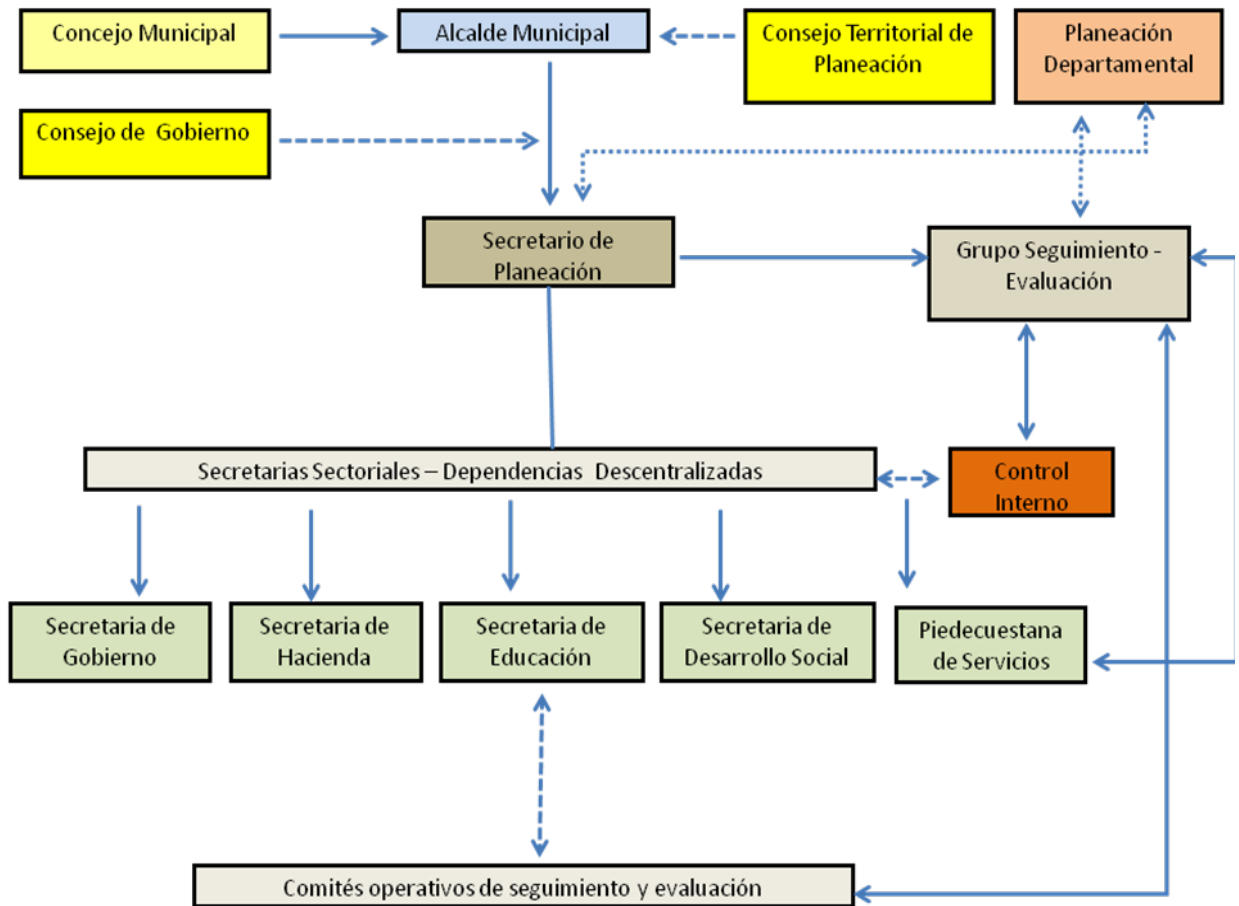 Concejo Municipal
Alcalde Municipal
Consejo Territorial de
Planeación
Planeación
Departamental
Consejo de Gobierno
Secretario de
Planeación
Grupo Seguimiento -
Evaluación
Secretarias Sectoriales – Dependencias Descentralizadas
Control
Interno
Secretaria de
Gobierno
Secretaria de
Hacienda
Secretaria de
Educación
Secretaria de
Desarrollo Social
Piedecuestana
de Servicios
Comités operativos de seguimiento y evaluación